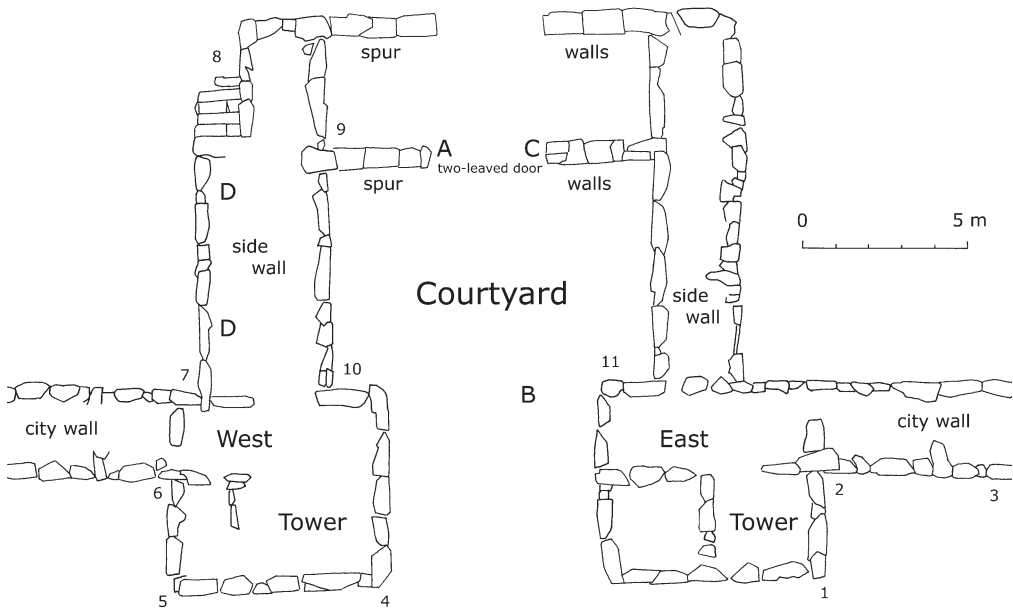 8
spur
walls
9
A
C
two-leaved door
spur
walls
D
0
5 m
side
wall
Courtyard
side
wall
D
7
10
11
B
city wall
West
East
city wall
6
2
3
Tower
Tower
5
4
1